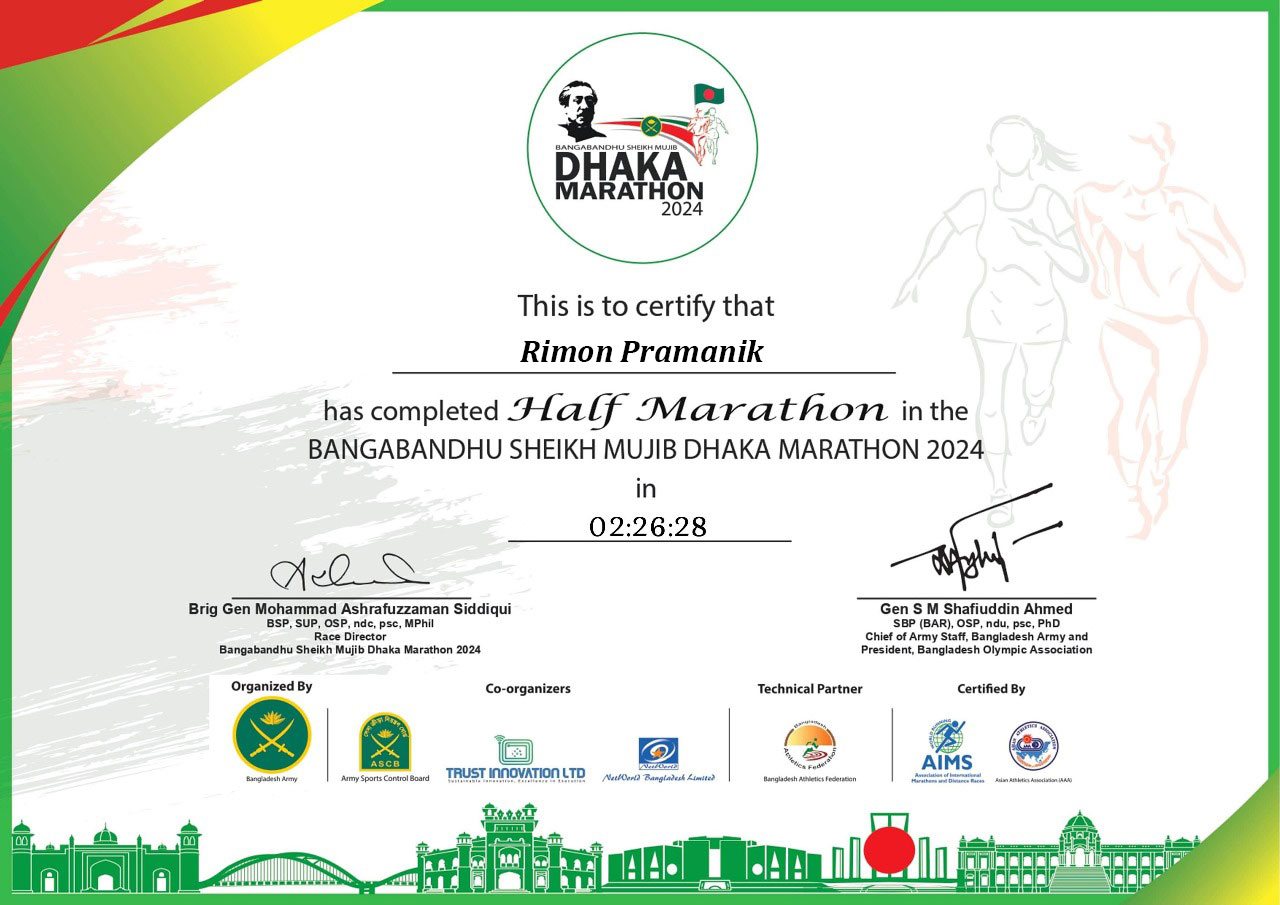 BANGABANDHU SHEIKH MUJIB
DHAKA
MARATHON
2024
This is to certify that
Rimon Pramanik
has completed Half Marathon in the
BANGABANDHU SHEIKH MUJIB DHAKA MARATHON 2024
in
02:26:28
Brig Gen Mohammad Ashrafuzzaman Siddiqui
BSP, SUP, OSP, ndc, psc, MPhil
Race Director
Bangabandhu Sheikh Mujib Dhaka Marathon 2024
Gen S M Shafiuddin Ahmed
SBP (BAR), OSP, ndu, psc, PhD
Chief of Army Staff, Bangladesh Army and
President, Bangladesh Olympic Association
Organized By
Bangladesh Army
ASCB
Army Sports Control Board
Co-organizers
TRUST INNOVATION LTD
Sustainable Innovation, Excellence in Execution
NetWorld
NetWorld Bangladesh Limited
Technical Partner
Bangladesh
Athletics Federation
Bangladesh Athletics Federation
Certified By
WORLD RUNNING
AIMS
Association of International
Marathons and Distance Races
ASIAN ATHLETICS ASSOCIATION
Asian Athletics Association (AAA)